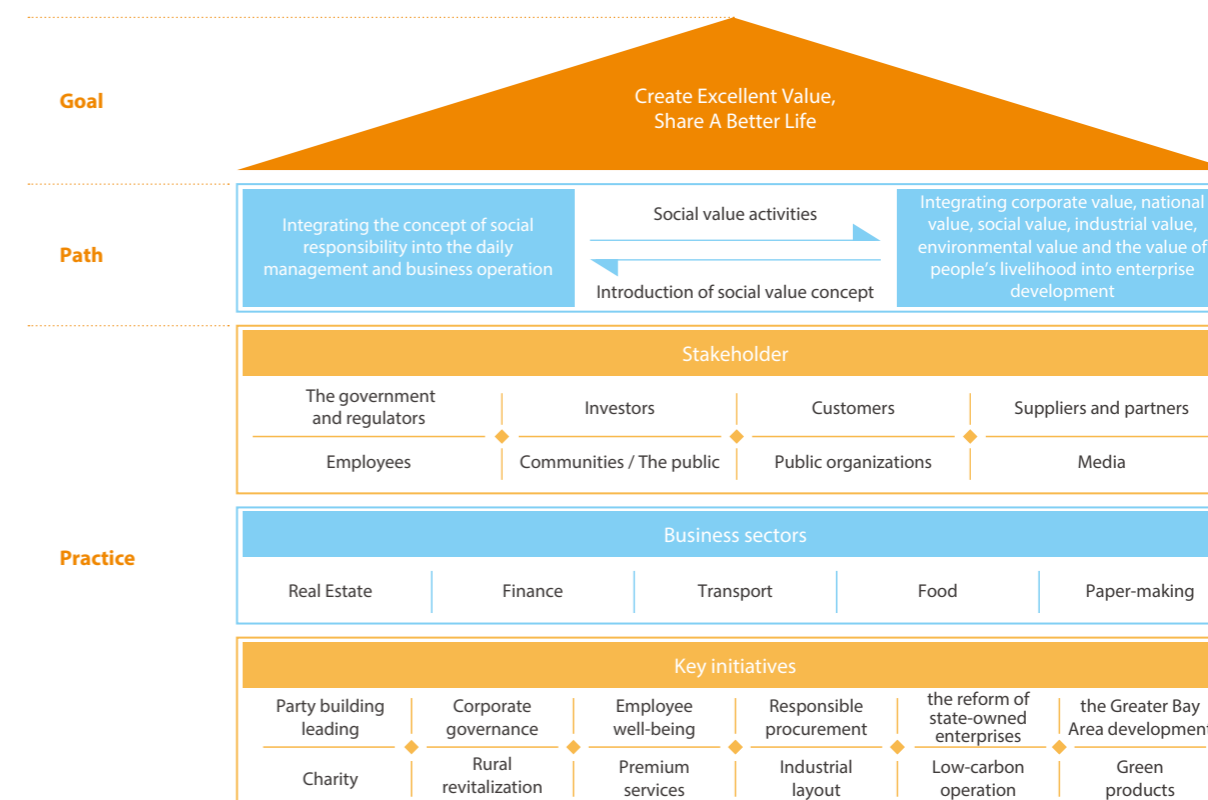 Goal
Create Excellent Value,
Share A Better Life
Path
Integrating the concept of social
responsibility into the daily
management and business operation
Social value activities
Introduction of social value concept
Integrating corporate value, national
value, social value, industrial value,
environmental value and the value of
people's livelihood into enterprise
development
Practice
Stakeholder
The government
and regulators
Investors
Customers
Suppliers and partners
Employees
Communities / The public
Public organizations
Media
Business sectors
Real Estate
Finance
Transport
Food
Paper-making
Key initiatives
Party building
leading
Corporate
governance
Employee
well-being
Responsible
procurement
the reform of
state-owned
enterprises
the Greater Bay
Area development
Charity
Rural
revitalization
Premium
services
Industrial
layout
Low-carbon
operation
Green
products